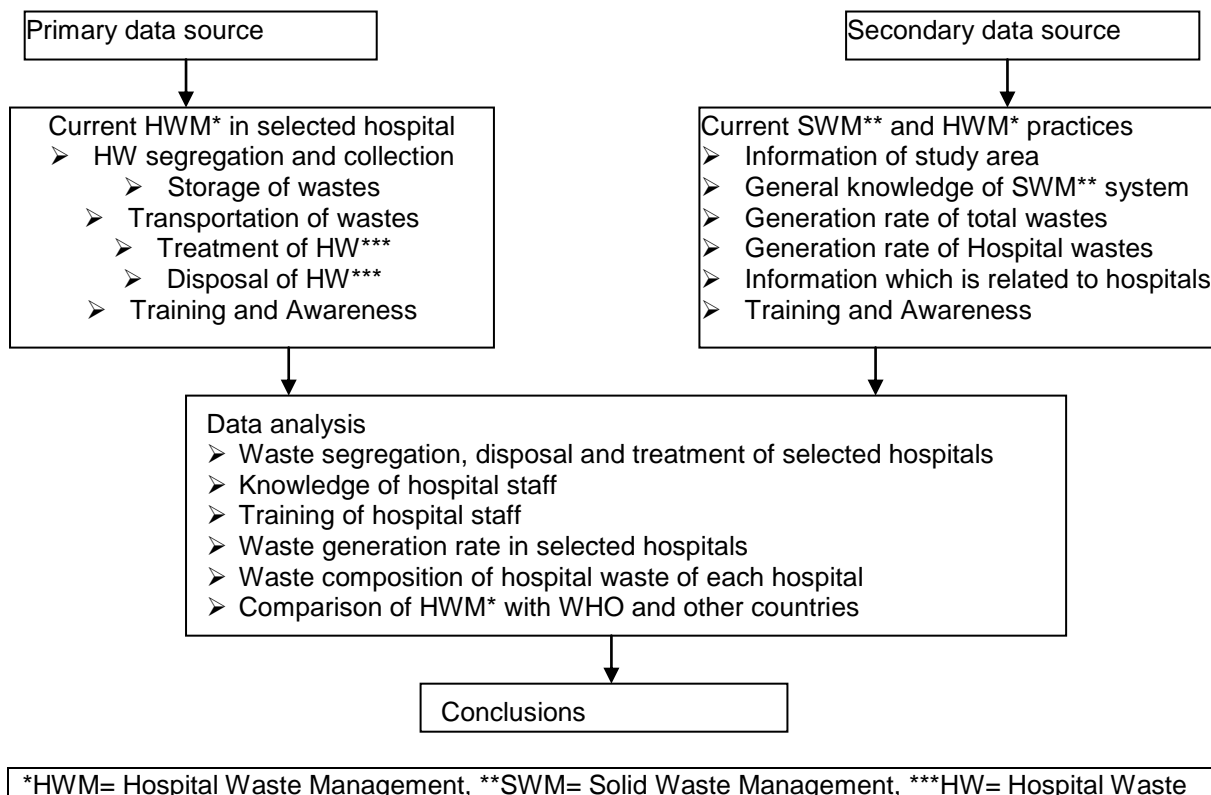 Primary data source
Secondary data source
Current HWM* in selected hospital
➢ HW segregation and collection
➢ Storage of wastes
➢ Transportation of wastes
➢ Treatment of HW***
➢ Disposal of HW***
➢ Training and Awareness
Current SWM** and HWM* practices
➢ Information of study area
➢ General knowledge of SWM** system
➢ Generation rate of total wastes
➢ Generation rate of Hospital wastes
➢ Information which is related to hospitals
➢ Training and Awareness
Data analysis
➢ Waste segregation, disposal and treatment of selected hospitals
➢ Knowledge of hospital staff
➢ Training of hospital staff
➢ Waste generation rate in selected hospitals
➢ Waste composition of hospital waste of each hospital
➢ Comparison of HWM* with WHO and other countries
Conclusions
*HWM= Hospital Waste Management, **SWM= Solid Waste Management, ***HW= Hospital Waste